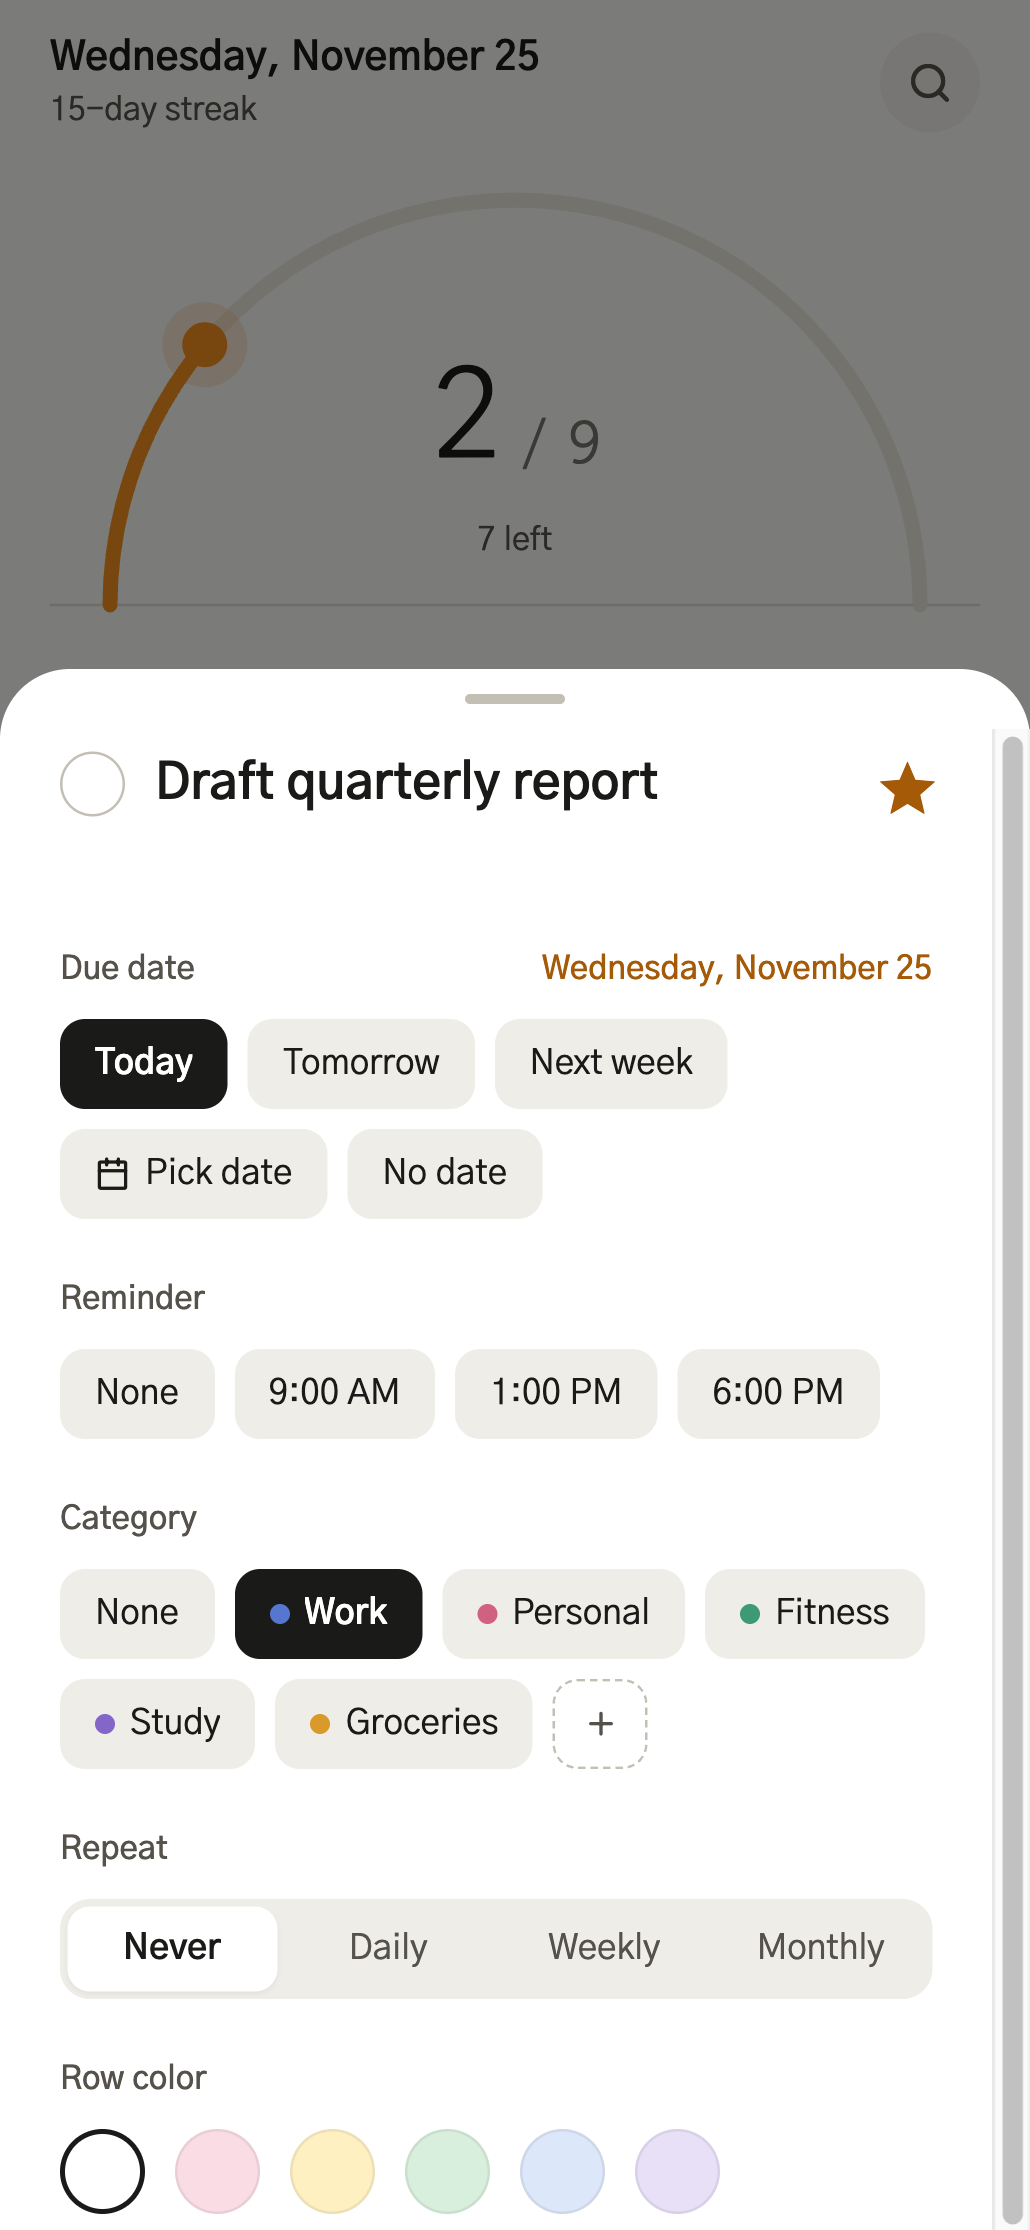 Wednesday, November 25
15-day streak
2 / 9
7 left
Draft quarterly report
Due date
Wednesday, November 25
Today
Tomorrow
Next week
Pick date
No date
Reminder
None
9:00 AM
1:00 PM
6:00 PM
Category
None
Work
Personal
Fitness
Study
Groceries
+
Repeat
Never
Daily
Weekly
Monthly
Row color